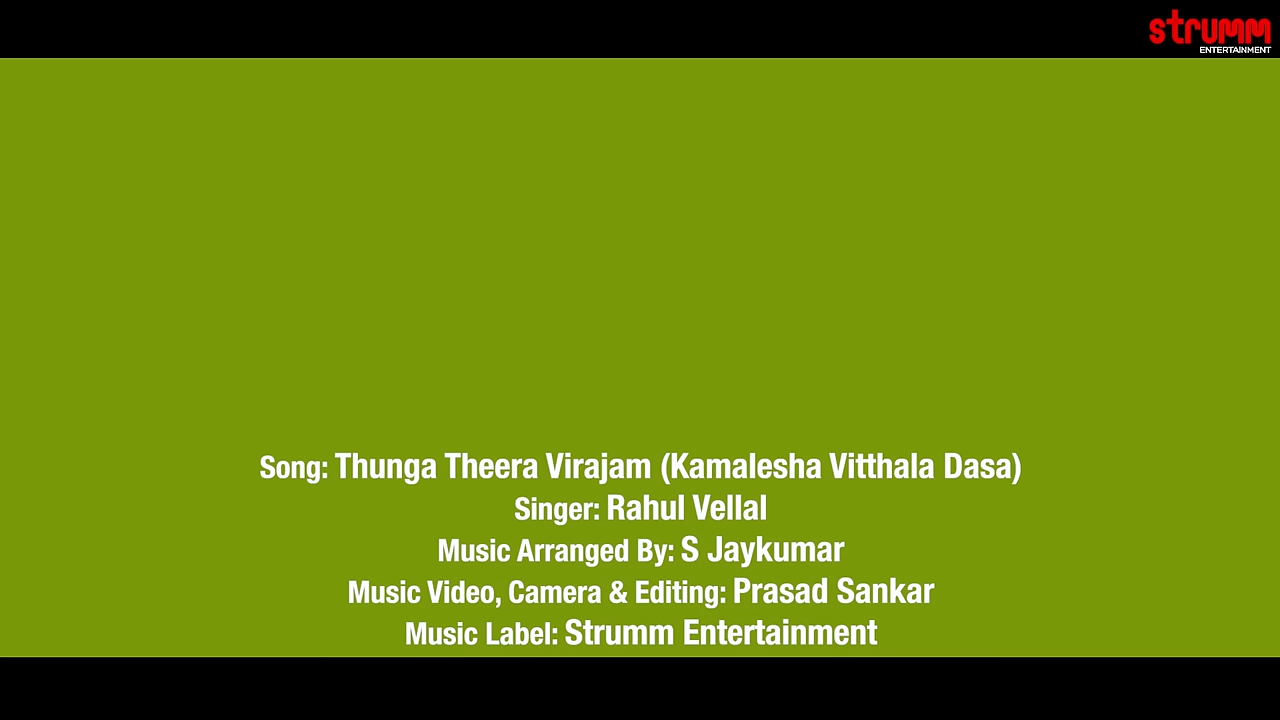 strumm
ENTERTAINMENT
Song: Thunga Theera Virajam (Kamalesha Vitthala Dasa)
Singer: Rahul Vellal
Music Arranged By: S Jaykumar
Music Video, Camera & Editing: Prasad Sankar
Music Label: Strumm Entertainment